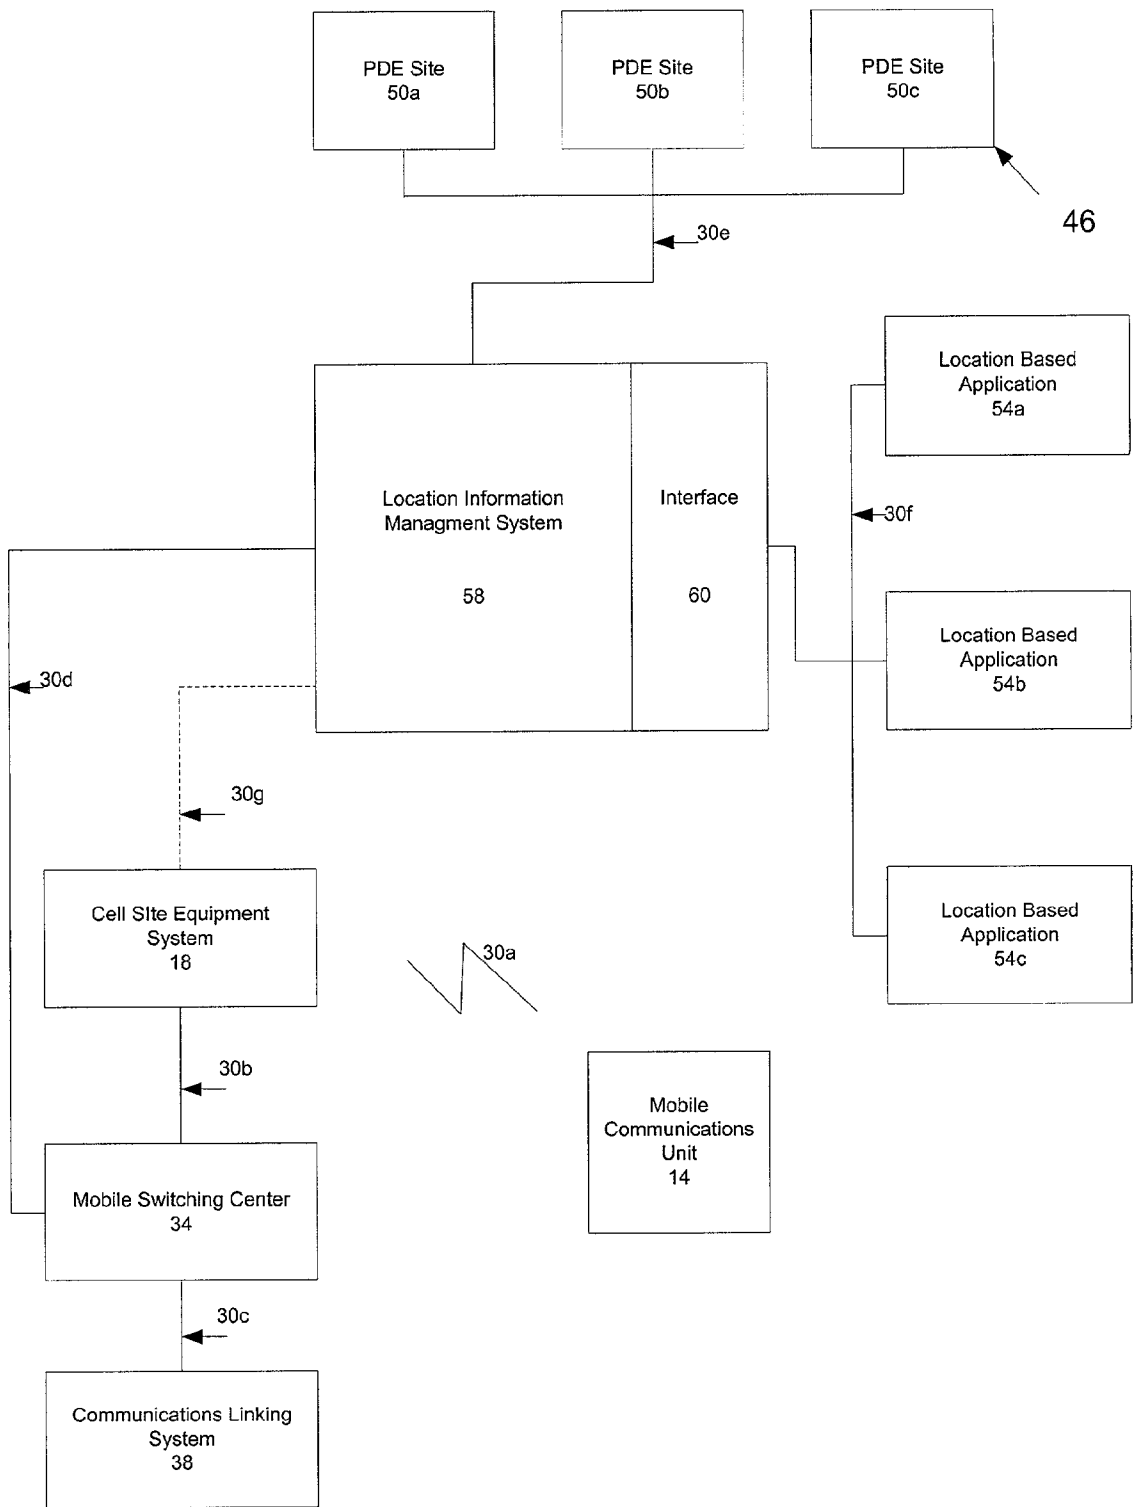 PDE Site
50a
PDE Site
50b
PDE Site
50c
46
30e
Location Based
Application
54a
Location Information
Managment System
58
Interface
60
30f
Location Based
Application
54b
30d
30g
Cell SIte Equipment
System
18
30a
Location Based
Application
54c
30b
Mobile
Communications
Unit
14
Mobile Switching Center
34
30c
Communications Linking
System
38